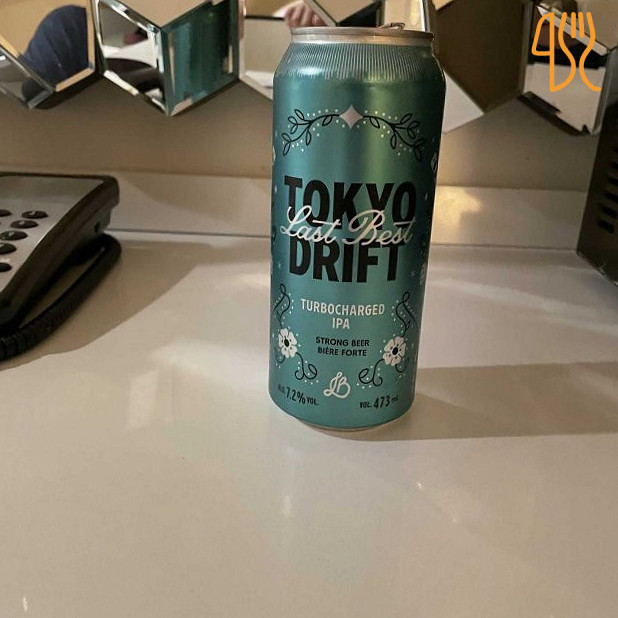 TOKYO
Last Best
DRIFT
TURBOCHARGED
IPA
STRONG BEER
BIÈRE FORTE
LB
ALC. 7.2% VOL.
VOL. 473 mL